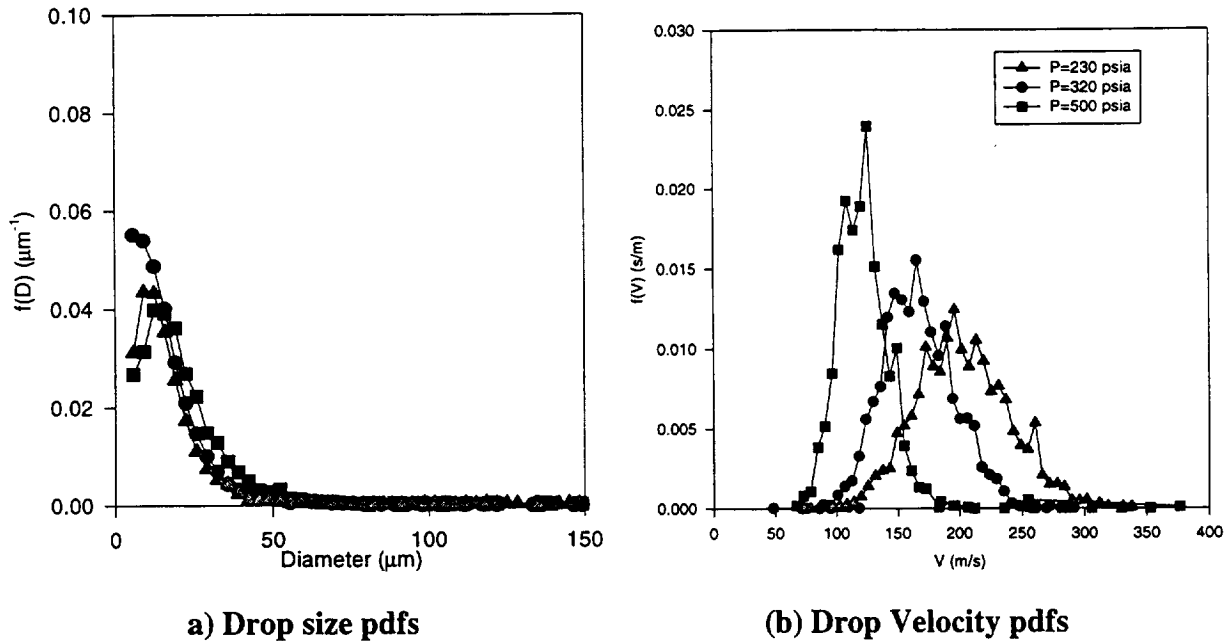 0.10
0.08
0.06
0.04
0.02
0.00
f(D) (μm⁻¹)
0
50
100
150
Diameter (μm)
a) Drop size pdfs
0.030
0.025
0.020
0.015
0.010
0.005
0.000
f(V) (s/m)
P=230 psia
P=320 psia
P=500 psia
0
50
100
150
200
250
300
350
400
V (m/s)
(b) Drop Velocity pdfs